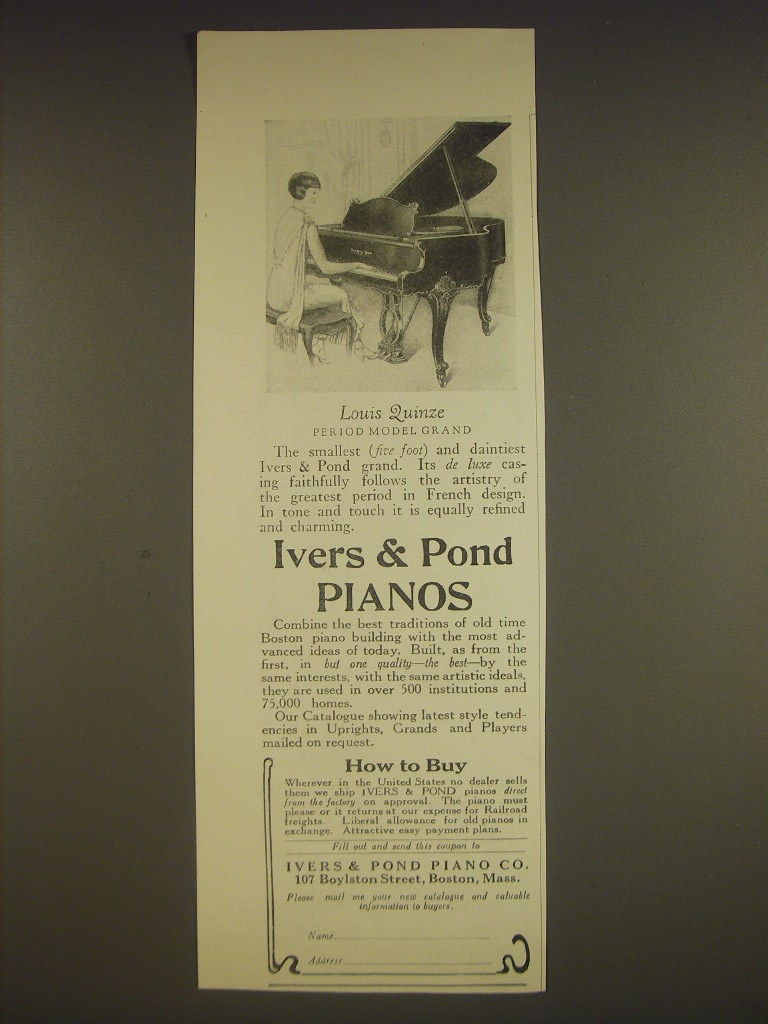 Louis Quinze
PERIOD MODEL GRAND
The smallest (five foot) and daintiest
Ivers & Pond grand. Its de luxe cas-
ing faithfully follows the artistry of
the greatest period in French design.
In tone and touch it is equally refined
and charming.
Ivers & Pond
PIANOS
Combine the best traditions of old time
Boston piano building with the most ad-
vanced ideas of today. Built, as from the
first, in but one quality—the best—by the
same interests, with the same artistic ideals,
they are used in over 500 institutions and
75,000 homes.
Our Catalogue showing latest style tend-
encies in Uprights, Grands and Players
mailed on request.
How to Buy
Wherever in the United States no dealer sells
them we ship IVERS & POND pianos direct
from the factory on approval. The piano must
please or it returns at our expense for Railroad
freights. Liberal allowance for old pianos in
exchange. Attractive easy payment plans.
Fill out and send this coupon to
IVERS & POND PIANO CO.
107 Boylston Street, Boston, Mass.
Please mail me your new catalogue and valuable
information to buyers.
Name
Address